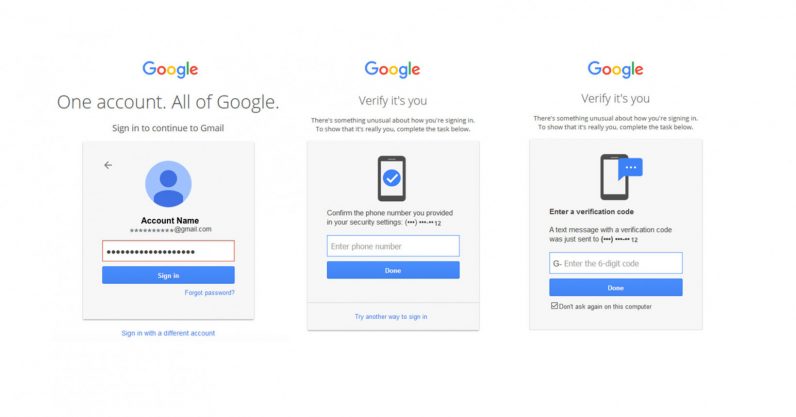 Google
One account. All of Google.
Sign in to continue to Gmail
Account Name
**********@gmail.com
•••••••••••••••••••
Sign in
Forgot password?
Sign in with a different account
Google
Verify it's you
There's something unusual about how you're signing in.
To show that it's really you, complete the task below.
Confirm the phone number you provided
in your security settings: (•••) •••-•• 12
Enter phone number
Done
Try another way to sign in
Google
Verify it's you
There's something unusual about how you're signing in.
To show that it's really you, complete the task below.
Enter a verification code
A text message with a verification code
was just sent to (•••) •••-•• 12
G- Enter the 6-digit code
Done
Don't ask again on this computer